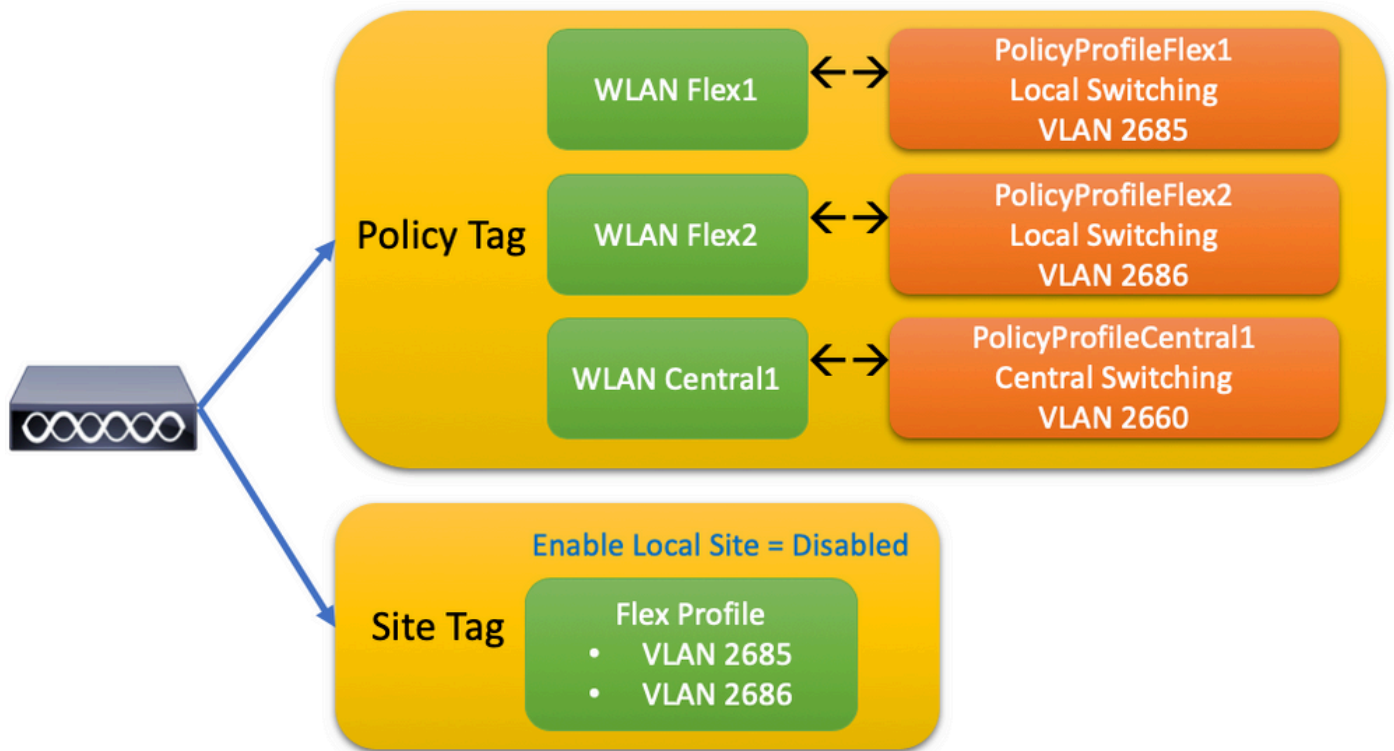 Policy Tag
WLAN Flex1
PolicyProfileFlex1
Local Switching
VLAN 2685
WLAN Flex2
PolicyProfileFlex2
Local Switching
VLAN 2686
WLAN Central1
PolicyProfileCentral1
Central Switching
VLAN 2660
Site Tag
Enable Local Site = Disabled
Flex Profile
• VLAN 2685
• VLAN 2686